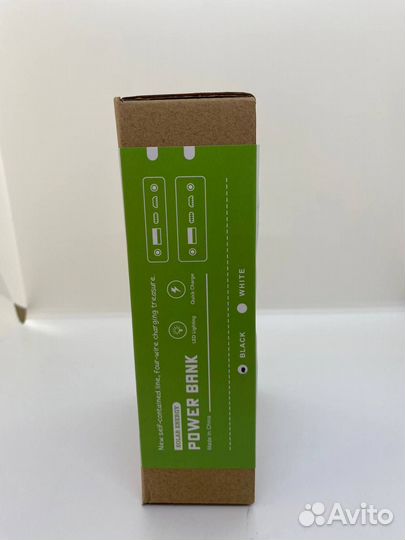 New self-contained line, four-wire charging treasure.
SOLAR ENERGY
POWER BANK
Made In China
LED Lighting
Quick Charge
BLACK
WHITE
Avito